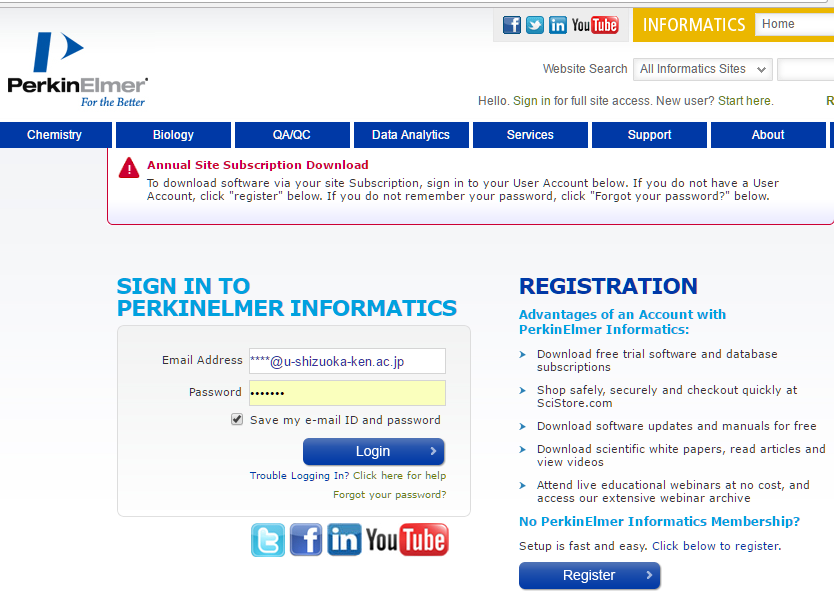 You Tube
INFORMATICS
Home
PerkinElmer
For the Better
Website Search
All Informatics Sites
Hello. Sign in for full site access. New user? Start here.
R
Chemistry
Biology
QA/QC
Data Analytics
Services
Support
About
Annual Site Subscription Download
To download software via your site Subscription, sign in to your User Account below. If you do not have a User
Account, click "register" below. If you do not remember your password, click "Forgot your password?" below.
SIGN IN TO
PERKINELMER INFORMATICS
Email Address
****@u-shizuoka-ken.ac.jp
Password
•••••••
Save my e-mail ID and password
Login
Trouble Logging In? Click here for help
Forgot your password?
You Tube
REGISTRATION
Advantages of an Account with
PerkinElmer Informatics:
Download free trial software and database
subscriptions
Shop safely, securely and checkout quickly at
SciStore.com
Download software updates and manuals for free
Download scientific white papers, read articles and
view videos
Attend live educational webinars at no cost, and
access our extensive webinar archive
No PerkinElmer Informatics Membership?
Setup is fast and easy. Click below to register.
Register